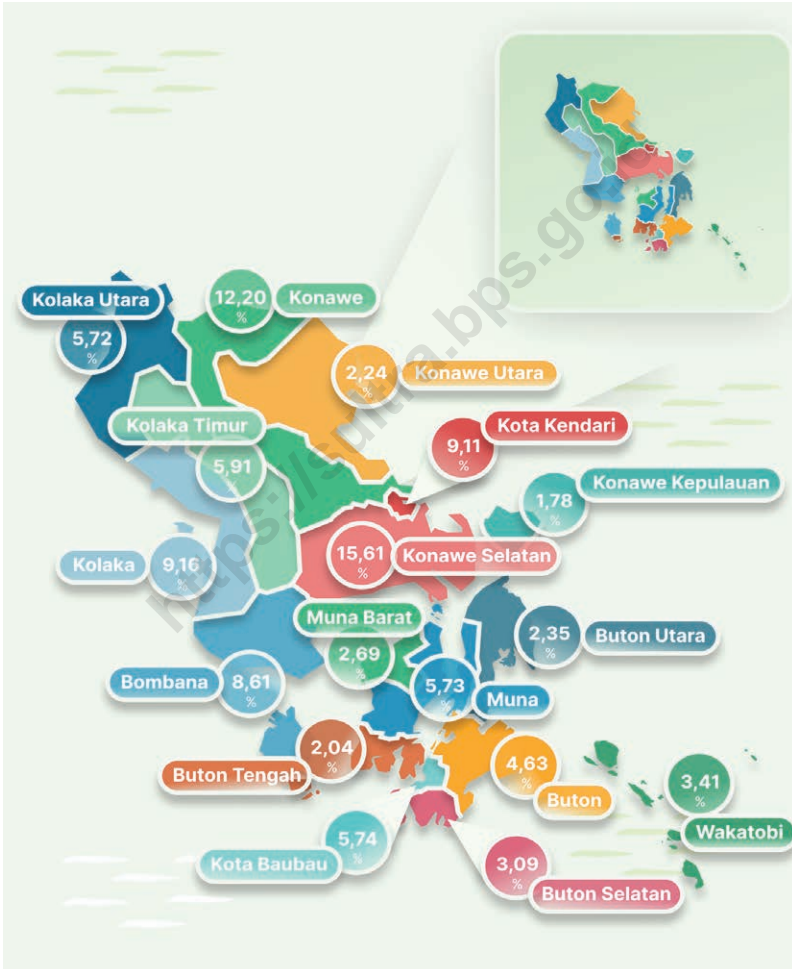 Kolaka Utara
5,72
%
12,20
%
Konawe
2,24
%
Konawe Utara
Kolaka Timur
5,91
%
Kota Kendari
9,11
%
Konawe Kepulauan
1,78
%
Kolaka
9,16
%
15,61
%
Konawe Selatan
Muna Barat
2,69
%
2,35
%
Buton Utara
Bombana
8,61
%
5,73
%
Muna
2,04
%
Buton Tengah
4,63
%
Buton
3,41
%
Wakatobi
5,74
%
Kota Baubau
3,09
%
Buton Selatan